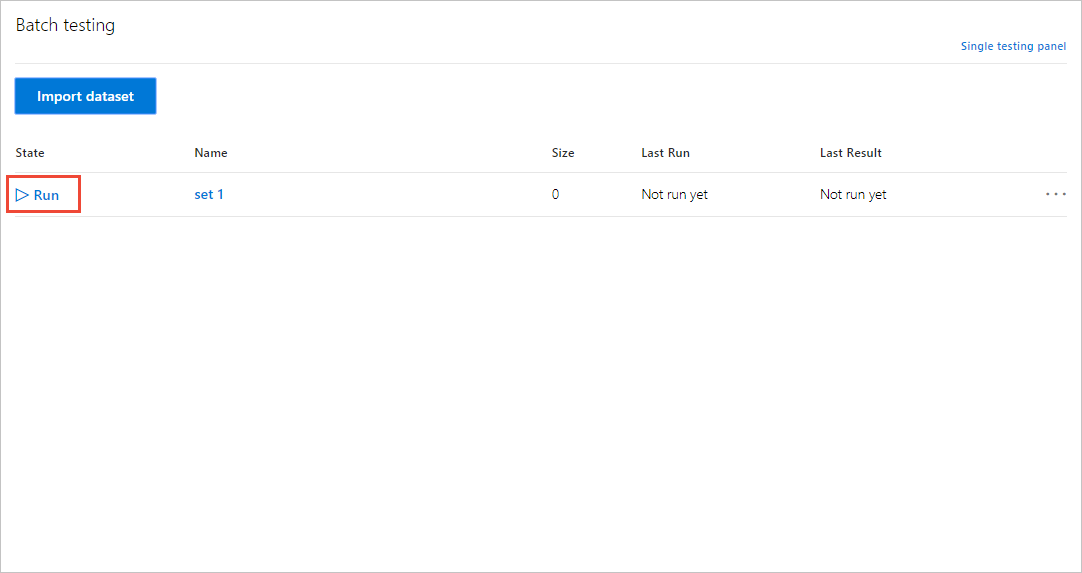 Batch testing
Single testing panel
Import dataset
State Name Size Last Run Last Result
Run set 1 0 Not run yet Not run yet